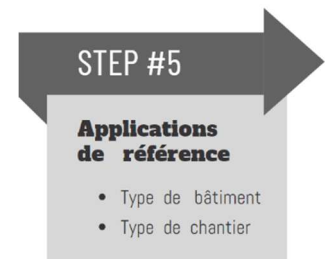 STEP #5
Applications
de référence
• Type de bâtiment
• Type de chantier